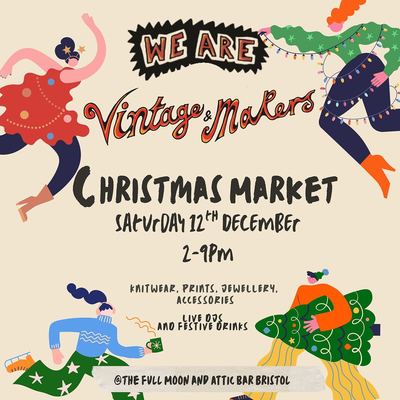 WE ARE
Vintage & Makers
CHRISTMAS MARKET
SATURDAY 12TH DECEMBER
2-9PM
KNITWEAR, PRINTS, JEWELLERY,
ACCESSORIES
LIVE DJS
AND FESTIVE DRINKS
@THE FULL MOON AND ATTIC BAR BRISTOL